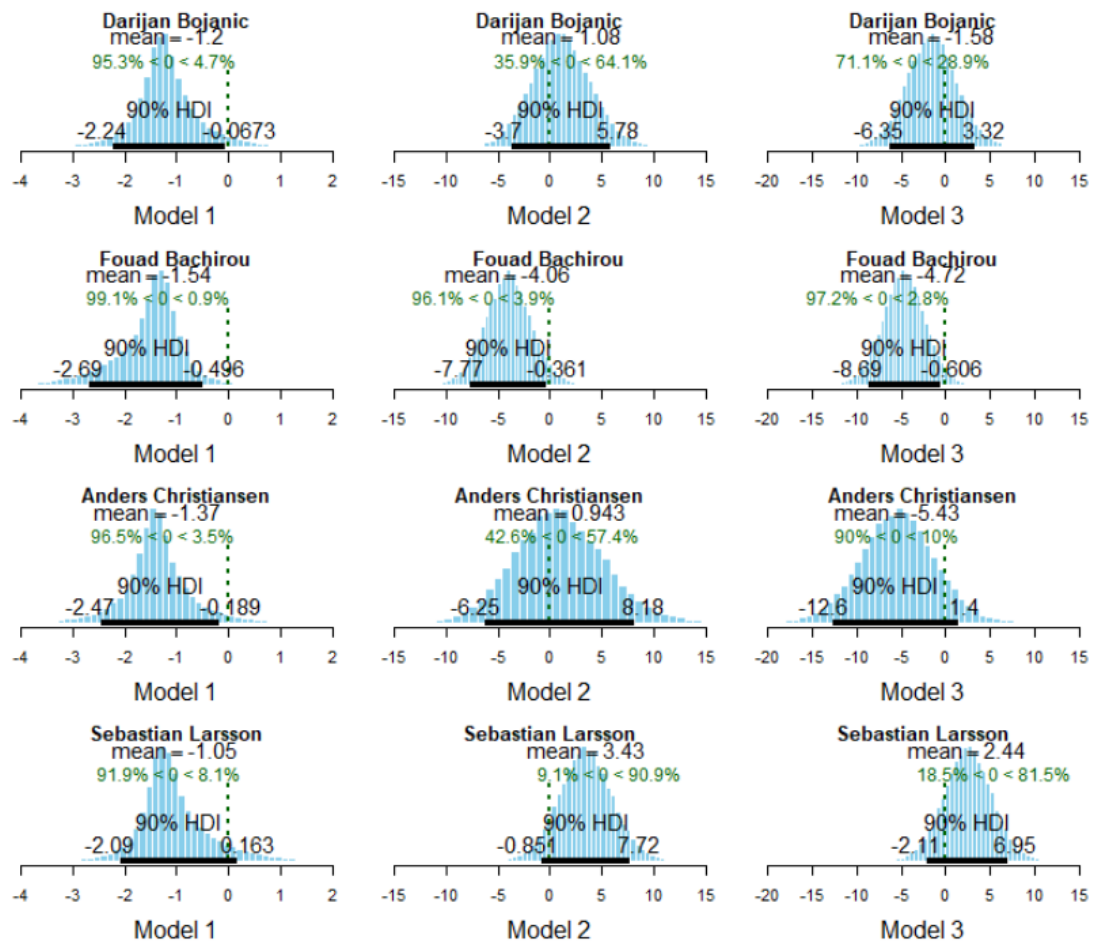 Darijan Bojanic Darijan Bojanic Darijan Bojanic
mean = -1.2 mean = 1.08 mean = -1.58
95.3% < 0 < 4.7% 35.9% < 0 < 64.1% 71.1% < 0 < 28.9%
90% HDI 90% HDI 90% HDI
-2.24 -0.0673 -3.7 5.78 -6.35 3.32
-4 -3 -2 -1 0 1 2 -15 -10 -5 0 5 10 15 -20 -15 -10 -5 0 5 10 15
Model 1 Model 2 Model 3
Fouad Bachirou Fouad Bachirou Fouad Bachirou
mean = -1.54 mean = -4.06 mean = -4.72
99.1% < 0 < 0.9% 96.1% < 0 < 3.9% 97.2% < 0 < 2.8%
90% HDI 90% HDI 90% HDI
-2.69 -0.496 -7.77 -0.361 -8.69 -0.606
-4 -3 -2 -1 0 1 2 -15 -10 -5 0 5 10 15 -20 -15 -10 -5 0 5 10 15
Model 1 Model 2 Model 3
Anders Christiansen Anders Christiansen Anders Christiansen
mean = -1.37 mean = 0.943 mean = -5.43
96.5% < 0 < 3.5% 42.6% < 0 < 57.4% 90% < 0 < 10%
90% HDI 90% HDI 90% HDI
-2.47 -0.189 -6.25 8.18 -12.6 1.4
-4 -3 -2 -1 0 1 2 -15 -10 -5 0 5 10 15 -20 -15 -10 -5 0 5 10 15
Model 1 Model 2 Model 3
Sebastian Larsson Sebastian Larsson Sebastian Larsson
mean = -1.05 mean = 3.43 mean = 2.44
91.9% < 0 < 8.1% 9.1% < 0 < 90.9% 18.5% < 0 < 81.5%
90% HDI 90% HDI 90% HDI
-2.09 0.163 -0.851 7.72 -2.11 6.95
-4 -3 -2 -1 0 1 2 -15 -10 -5 0 5 10 15 -20 -15 -10 -5 0 5 10 15
Model 1 Model 2 Model 3